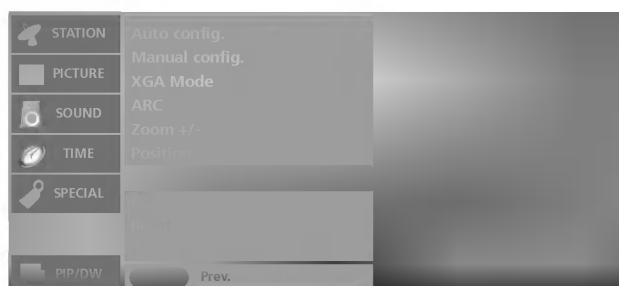 STATION
PICTURE
SOUND
TIME
SPECIAL
PIP/DW
Auto config.
Manual config.
XGA Mode
ARC
Zoom +/-
Position
Prev.